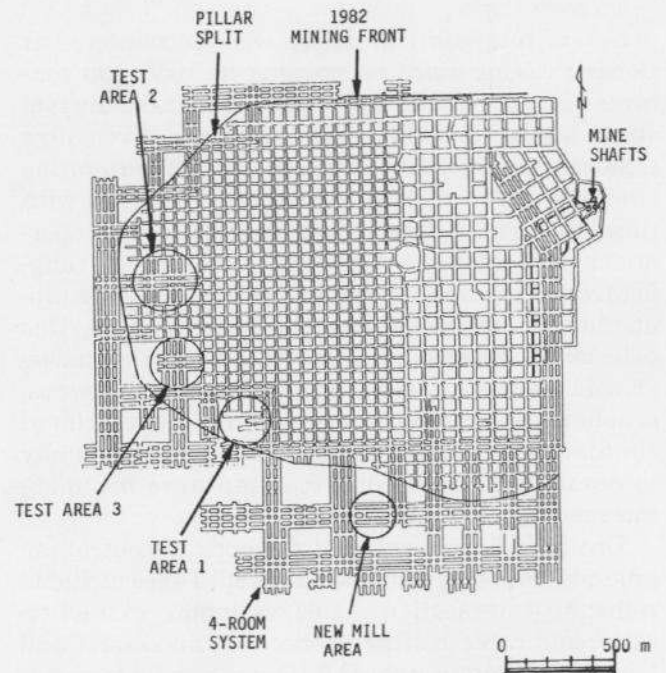 PILLAR
SPLIT
1982
MINING FRONT
TEST
AREA 2
N
MINE
SHAFTS
TEST AREA 3
TEST
AREA 1
4-ROOM
SYSTEM
NEW MILL
AREA
0 500 m